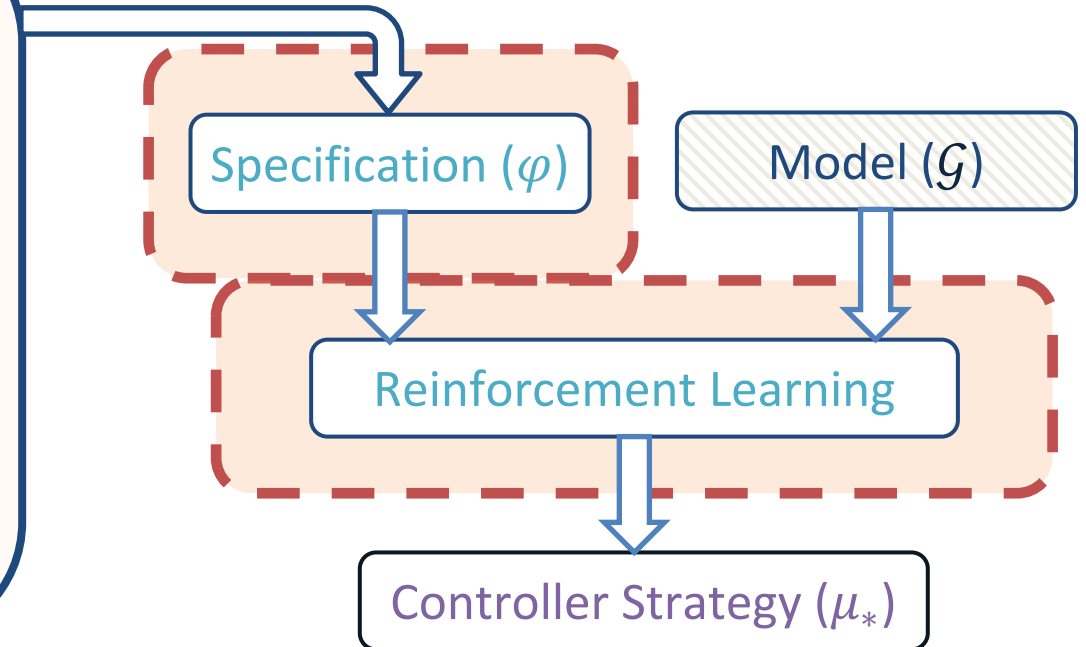 Specification (φ)
Model (𝒢)
Reinforcement Learning
Controller Strategy (μ∗)